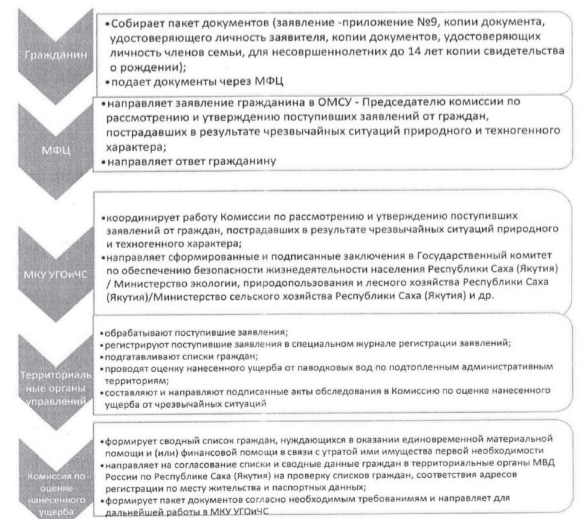 Гражданин
•Собирает пакет документов (заявление -приложение №9, копии документа,
удостоверяющего личность заявителя, копии документов, удостоверяющих
личность членов семьи, для несовршеннолетних до 14 лет копии свидетельства
о рождении);
•подает документы через МФЦ
МФЦ
•направляет заявление гражданина в ОМСУ - Председателю комиссии по
рассмотрению и утверждению поступивших заявлений от граждан,
пострадавших в результате чрезвычайных ситуаций природного и техногенного
характера;
•направляет ответ гражданину
МКУ УГОиЧС
•координирует работу Комиссии по рассмотрению и утверждению поступивших
заявлений от граждан, пострадавших в результате чрезвычайных ситуаций природного
и техногенного характера;
•направляет сформированные и подписанные заключения в Государственный комитет
по обеспечению безопасности жизнедеятельности населения Республики Саха (Якутия)
/ Министерство экологии, природопользования и лесного хозяйства Республики Саха
(Якутия)/Министерство сельского хозяйства Республики Саха (Якутия) и др.
Территориаль
ные органы
управлений
•обрабатывают поступившие заявления;
•регистрируют поступившие заявления в специальном журнале регистрации заявлений;
•подгатавливают списки граждан;
•проводят оценку нанесенного ущерба от паводковых вод по подтопленным административным
территориям;
•составляют и направляют подписанные акты обследования в Комиссию по оценке нанесенного
ущерба от чрезвычайных ситуаций
Комиссия по
оценке
нанесенного
ущерба
•формирует сводный список граждан, нуждающихся в оказании единовременной материальной
помощи и (или) финансовой помощи в связи с утратой ими имущества первой необходимости
•направляет на согласование списки и сводные данные граждан в территориальные органы МВД
России по Республике Саха (Якутия) на проверку списков граждан, соответствия адресов
регистрации по месту жительства и паспортных данных;
•формирует пакет документов согласно необходимым требованиям и направляет для
дальнейшей работы в МКУ УГОиЧС